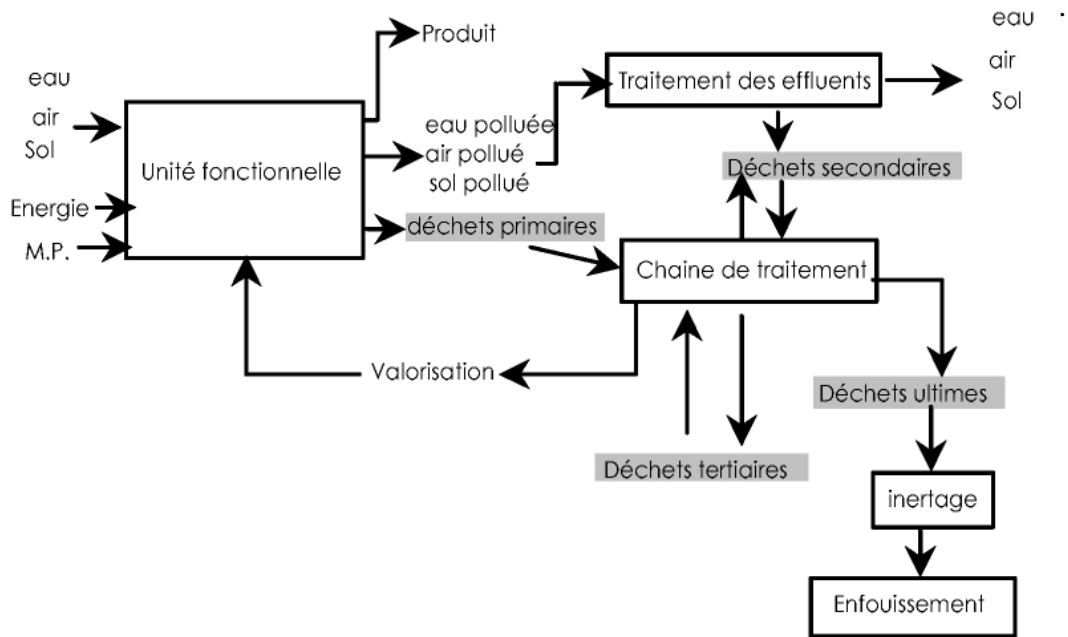 eau
air
Sol
Energie
M.P.
Unité fonctionnelle
Produit
eau polluée
air pollué
sol pollué
déchets primaires
Traitement des effluents
eau
air
Sol
Déchets secondaires
Chaine de traitement
Valorisation
Déchets tertiaires
Déchets ultimes
inertage
Enfouissement